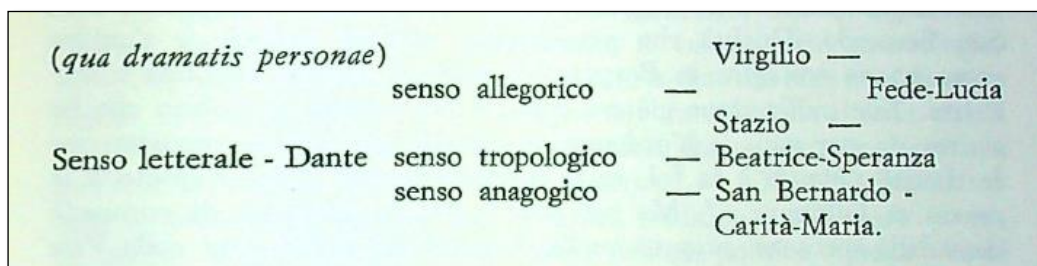 (qua dramatis personae) Virgilio —
senso allegorico — Fede-Lucia
Stazio —
Senso letterale - Dante senso tropologico — Beatrice-Speranza
senso anagogico — San Bernardo -
Carità-Maria.